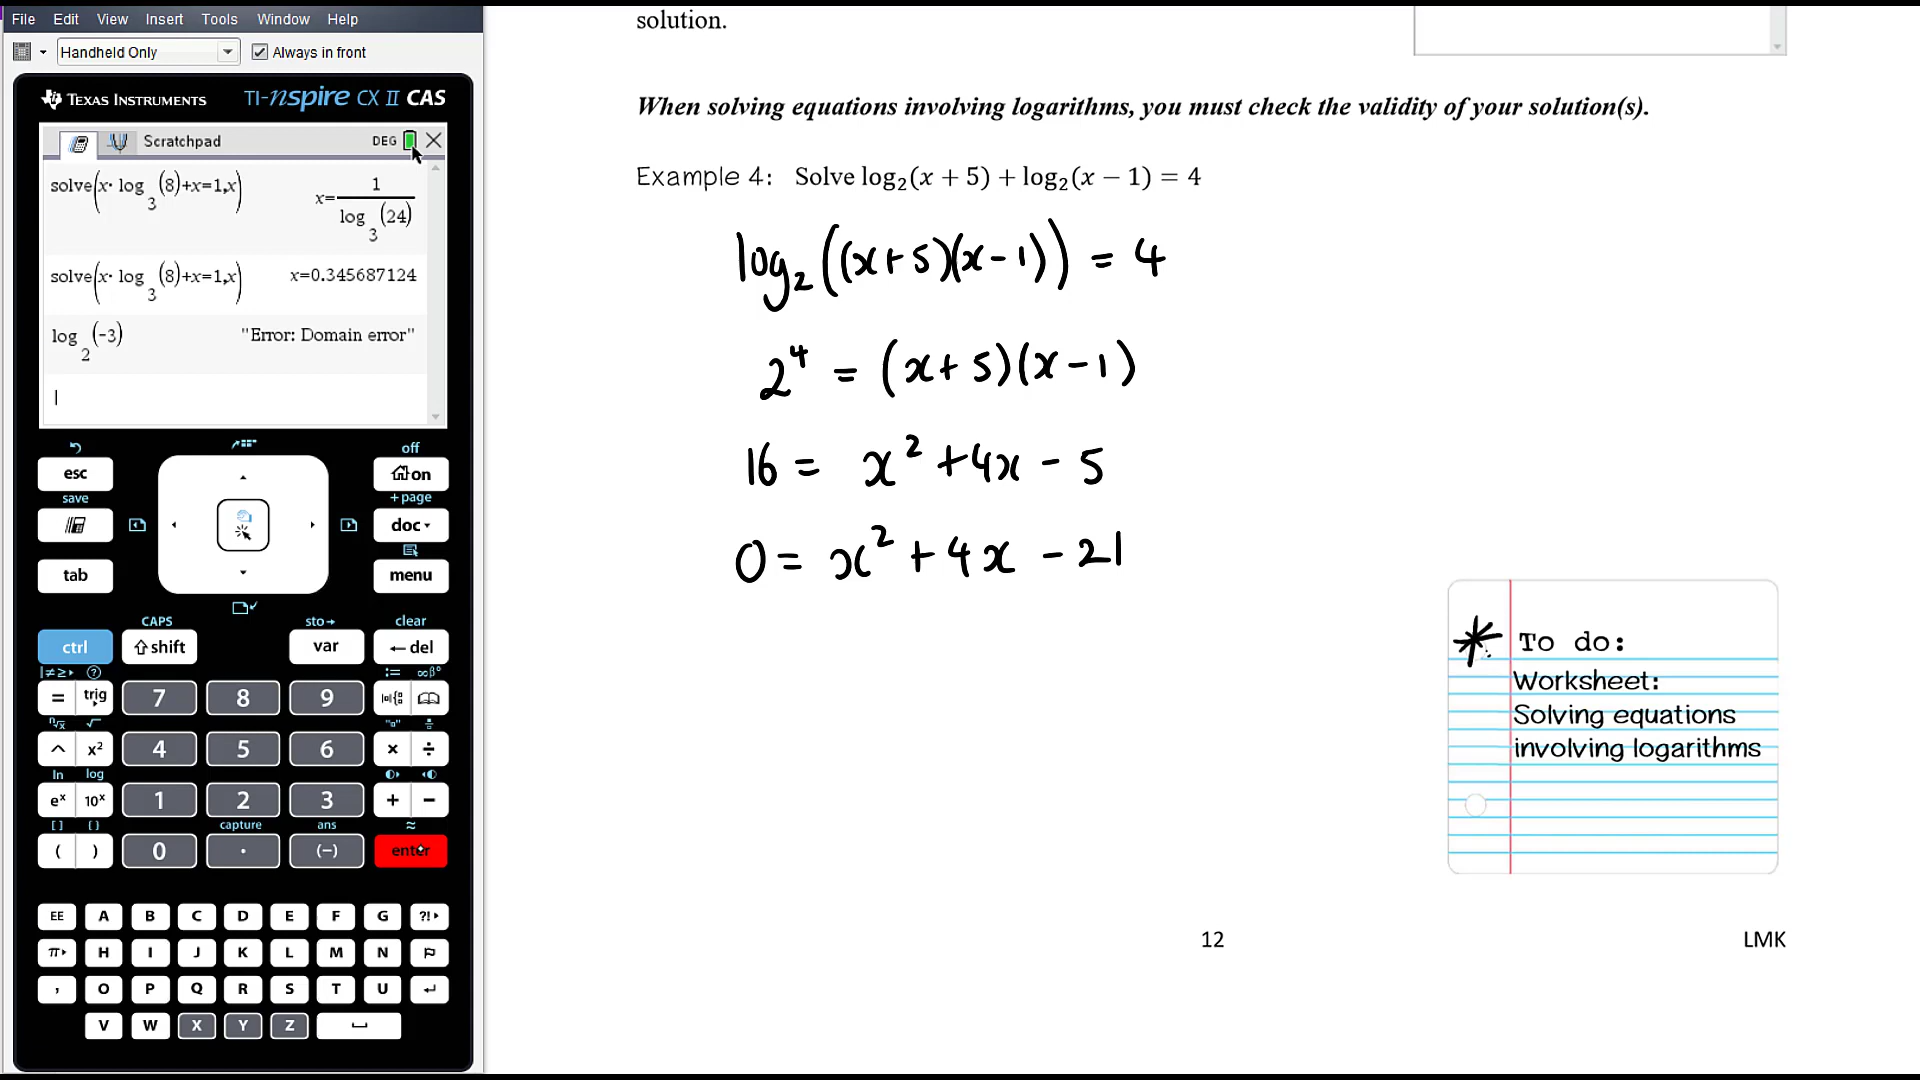 File Edit View Insert Tools Window Help
Handheld Only Always in front
TEXAS INSTRUMENTS TI-nspire CX II CAS
Scratchpad DEG
solve(x·log₃(8)+x=1,x) x=1/log₃(24)
solve(x·log₃(8)+x=1,x) x=0.345687124
log₂(-3) "Error: Domain error"
off
esc on
save + page
doc
tab menu
CAPS sto→ clear
ctrl shift var ←del
|≠≥▸ ? := ∞β°
= trig 7 8 9
ⁿ√x √ "□" ÷
^ x² 4 5 6 × ÷
ln log
eˣ 10ˣ 1 2 3 + −
[ ] { } capture ans ≈
( ) 0 . (−) enter
EE A B C D E F G ?!▸
π▸ H I J K L M N
, O P Q R S T U ↵
V W X Y Z
solution.
When solving equations involving logarithms, you must check the validity of your solution(s).
Example 4: Solve log₂(x + 5) + log₂(x − 1) = 4
log₂((x+5)(x−1)) = 4
2⁴ = (x+5)(x−1)
16 = x² +4x − 5
0 = x² + 4x − 21
* To do:
Worksheet:
Solving equations
involving logarithms
12 LMK